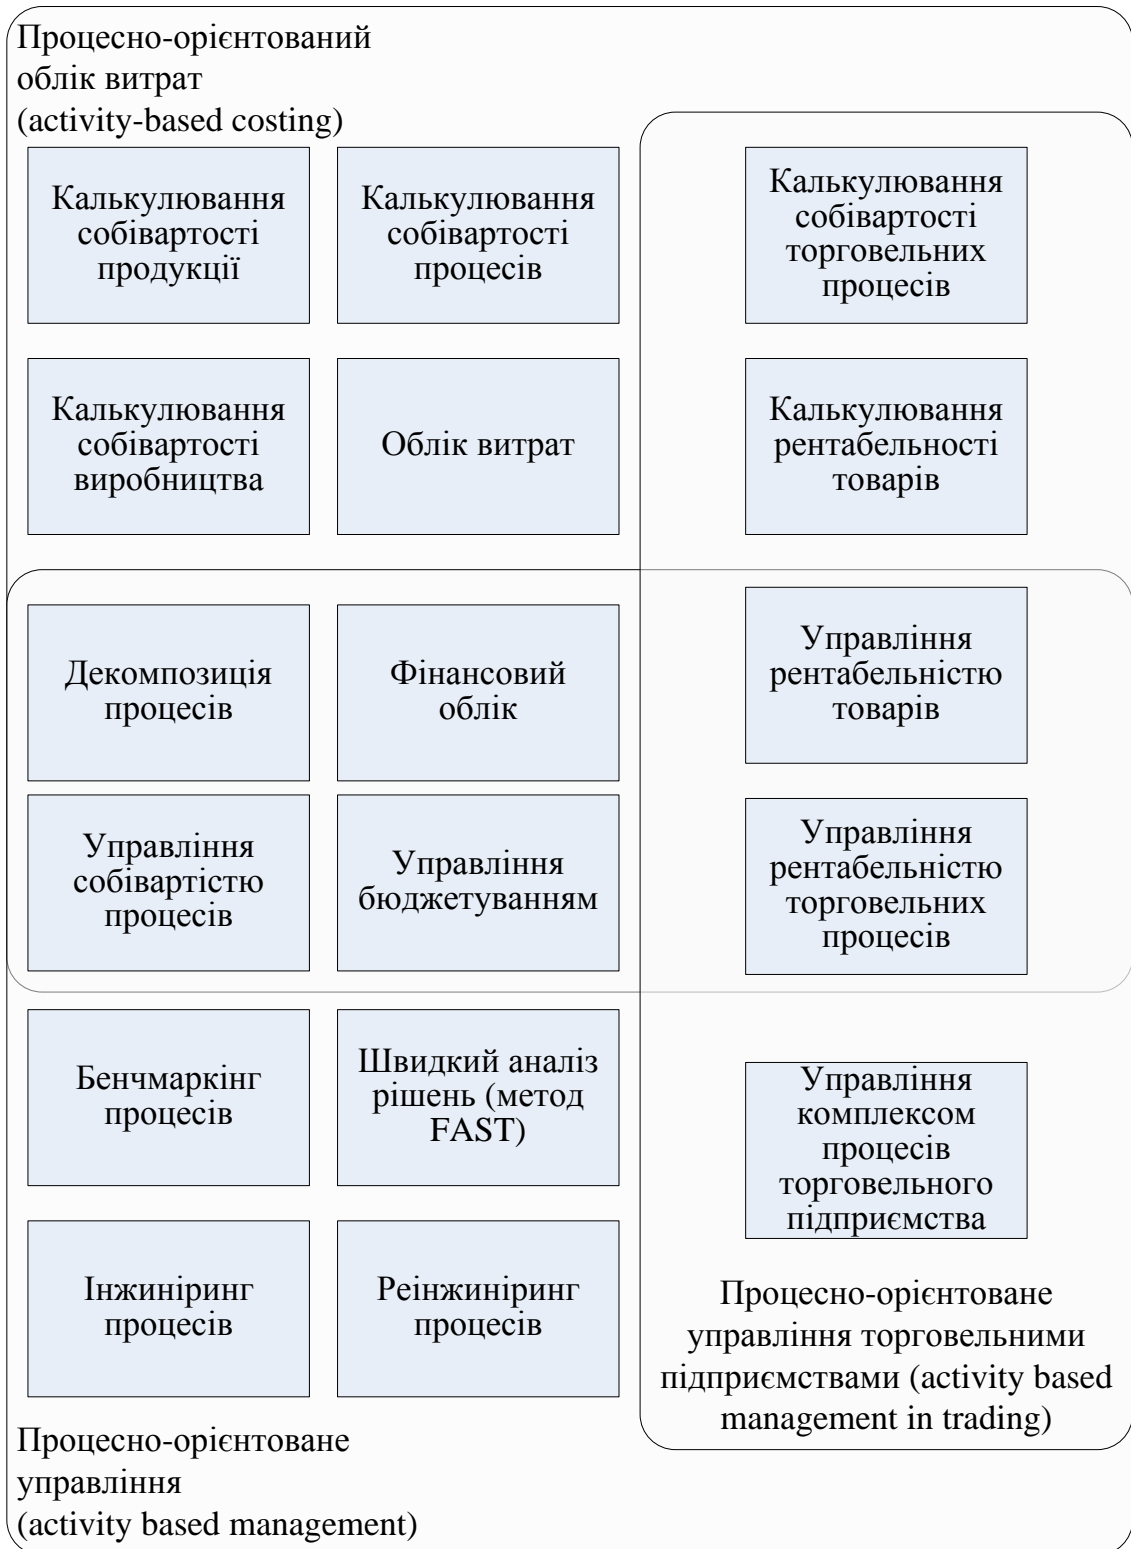 Процесно-орієнтований
облік витрат
(activity-based costing)
Калькулювання
собівартості
продукції
Калькулювання
собівартості
процесів
Калькулювання
собівартості
торговельних
процесів
Калькулювання
собівартості
виробництва
Облік витрат
Калькулювання
рентабельності
товарів
Декомпозиція
процесів
Фінансовий
облік
Управління
рентабельністю
товарів
Управління
собівартістю
процесів
Управління
бюджетуванням
Управління
рентабельністю
торговельних
процесів
Бенчмаркінг
процесів
Швидкий аналіз
рішень (метод
FAST)
Управління
комплексом
процесів
торговельного
підприємства
Інжиніринг
процесів
Реінжиніринг
процесів
Процесно-орієнтоване
управління торговельними
підприємствами (activity based
management in trading)
Процесно-орієнтоване
управління
(activity based management)